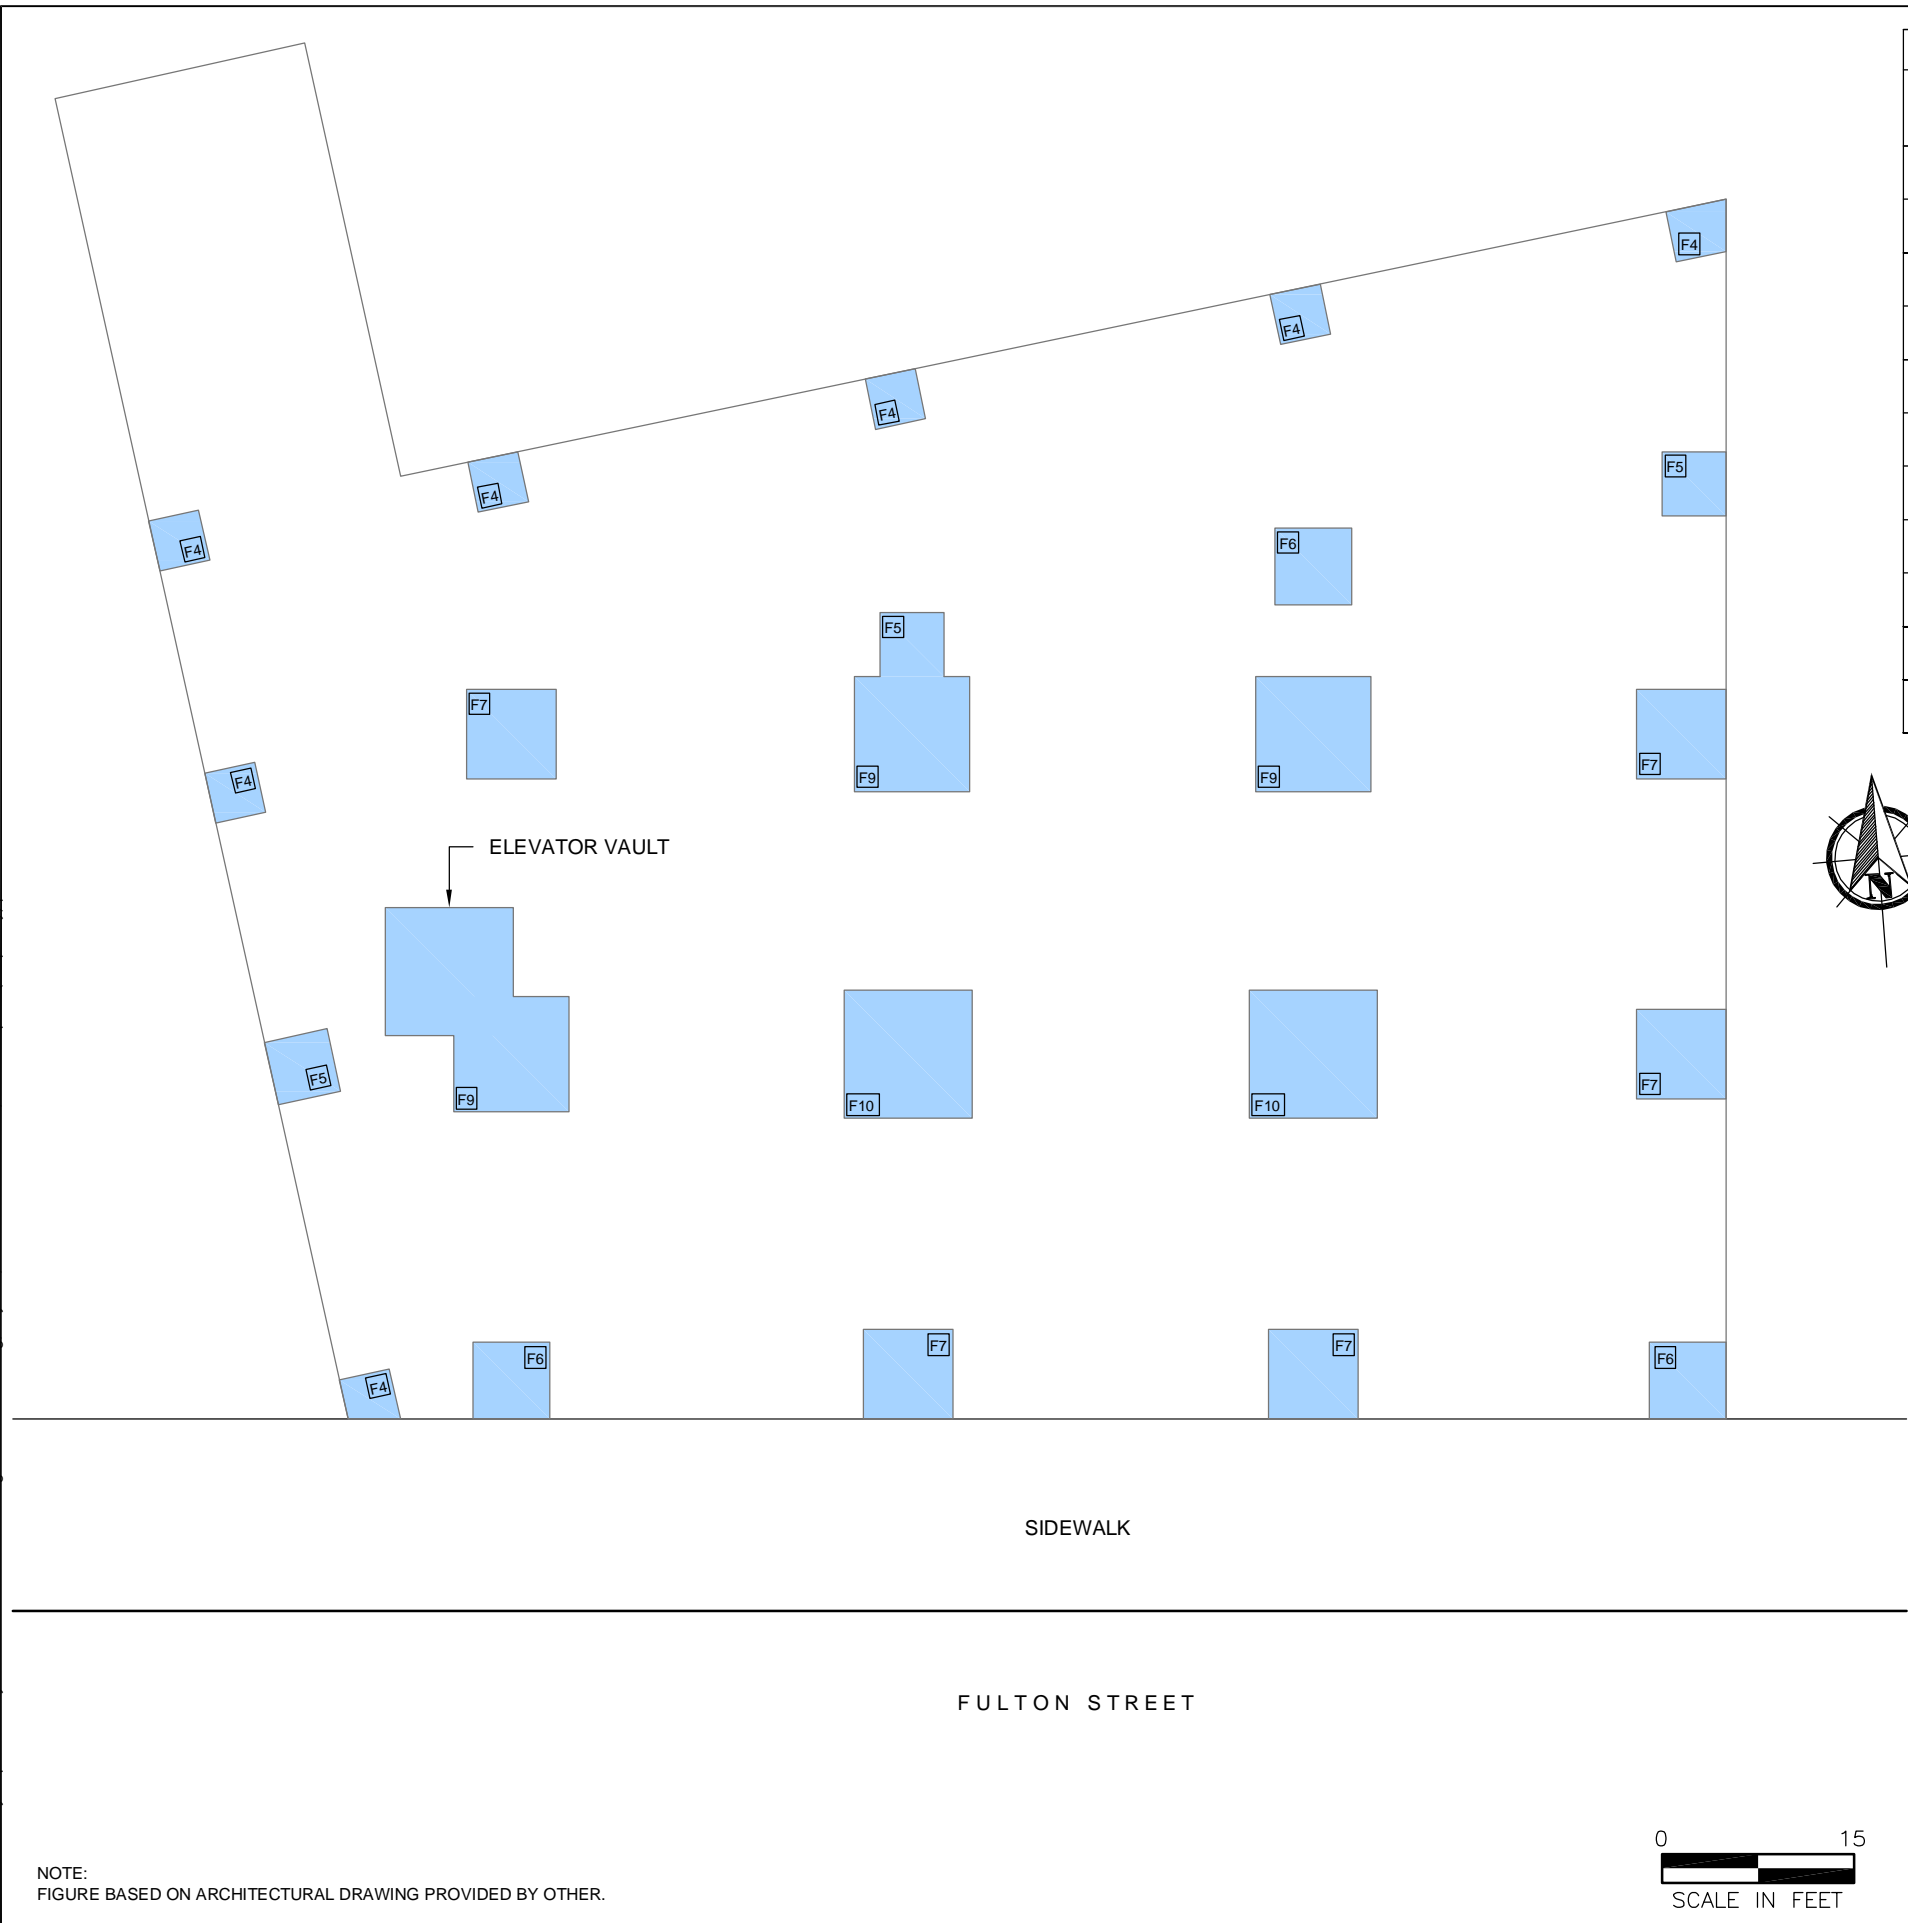 F4
F4
F4
F4
F5
F4
F6
F4
F5
F7
F9
F9
F7
F4
ELEVATOR VAULT
N
F5
F9
F10
F10
F7
F4
F6
F7
F7
F6
SIDEWALK
FULTON STREET
0 15
SCALE IN FEET
NOTE:
FIGURE BASED ON ARCHITECTURAL DRAWING PROVIDED BY OTHER.